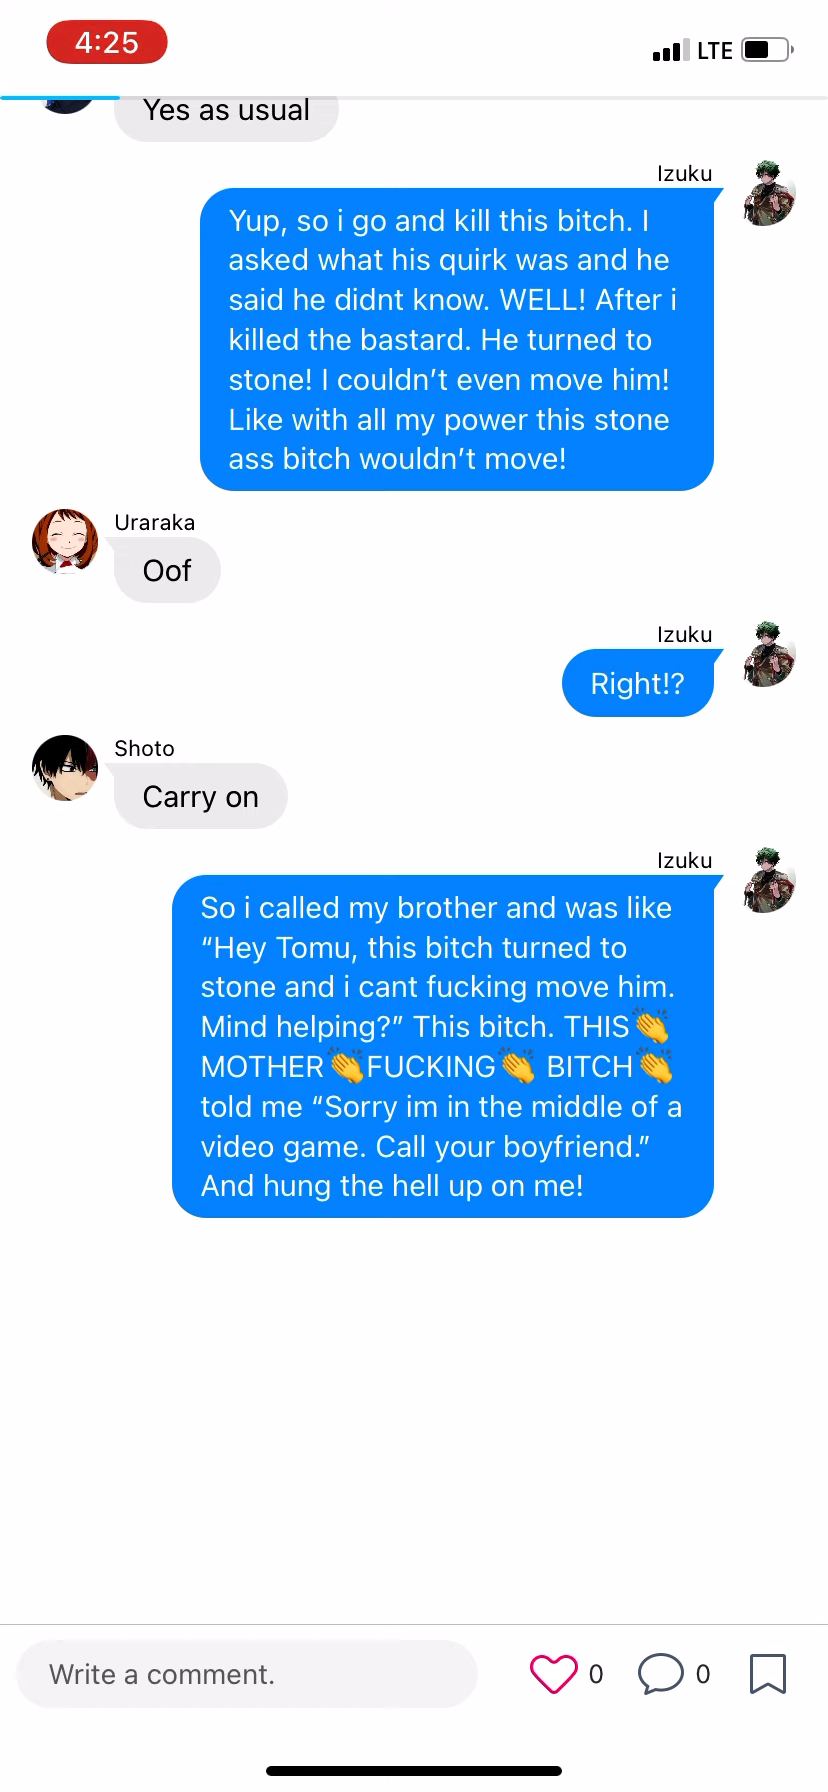 4:25
LTE
Yes as usual
Izuku
Yup, so i go and kill this bitch. I
asked what his quirk was and he
said he didnt know. WELL! After i
killed the bastard. He turned to
stone! I couldn’t even move him!
Like with all my power this stone
ass bitch wouldn’t move!
Uraraka
Oof
Izuku
Right!?
Shoto
Carry on
Izuku
So i called my brother and was like
“Hey Tomu, this bitch turned to
stone and i cant fucking move him.
Mind helping?” This bitch. THIS👏
MOTHER👏FUCKING👏 BITCH👏
told me “Sorry im in the middle of a
video game. Call your boyfriend.”
And hung the hell up on me!
Write a comment.
0
0